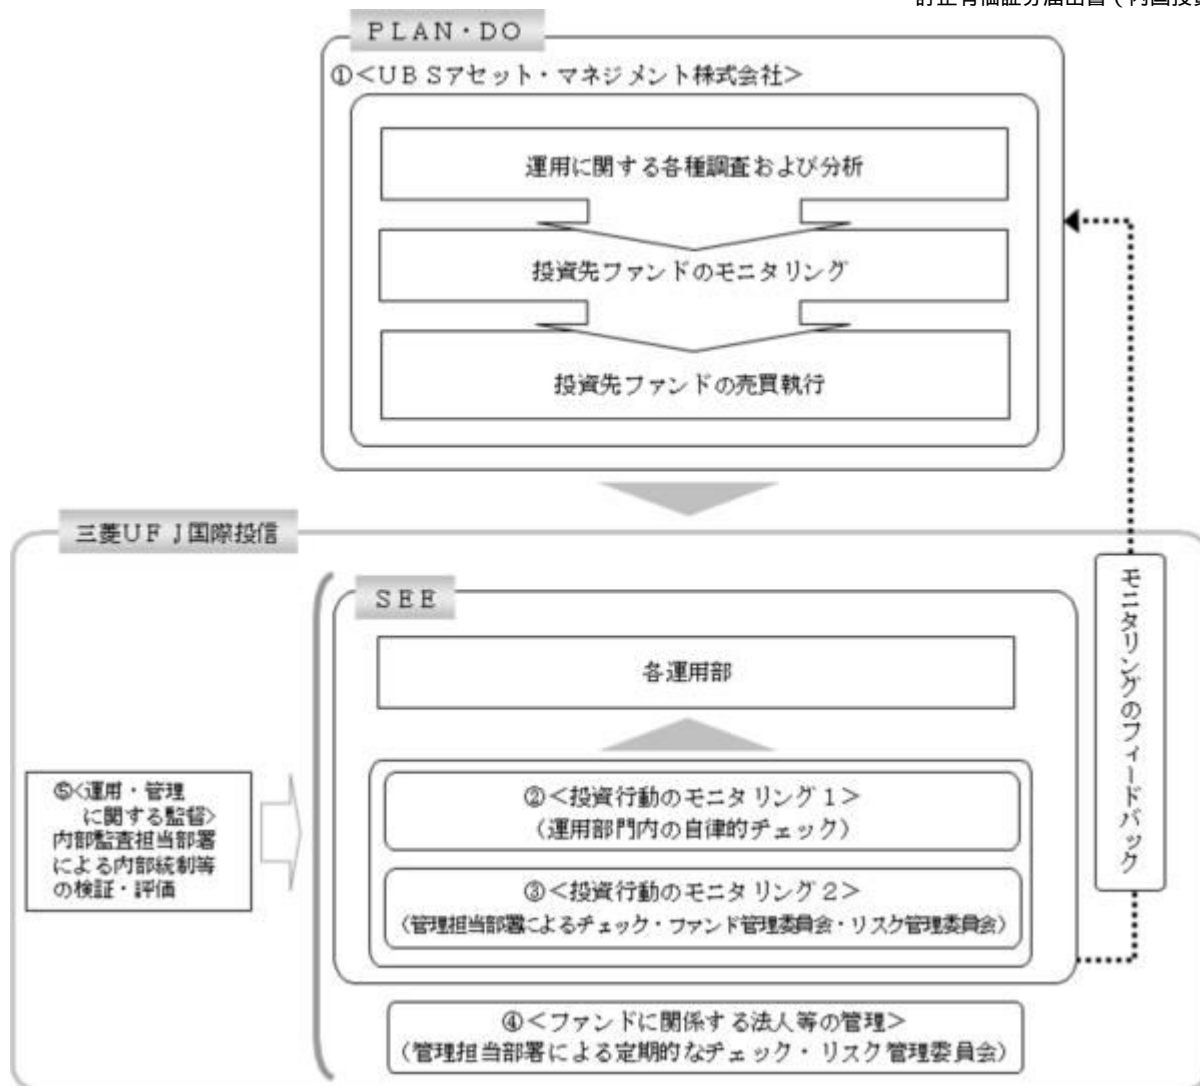 PLAN・DO
①<UBSアセット・マネジメント株式会社>
運用に関する各種調査および分析
投資先ファンドのモニタリング
投資先ファンドの売買執行
三菱UFJ国際投信
SEE
各運用部
②<投資行動のモニタリング1>
(運用部門内の自律的チェック)
③<投資行動のモニタリング2>
(管理担当部署によるチェック・ファンド管理委員会・リスク管理委員会)
④<ファンドに関係する法人等の管理>
(管理担当部署による定期的なチェック・リスク管理委員会)
⑤<運用・管理
に関する監督>
内部監査担当部署
による内部統制等
の検証・評価
モニタリングのフィードバック